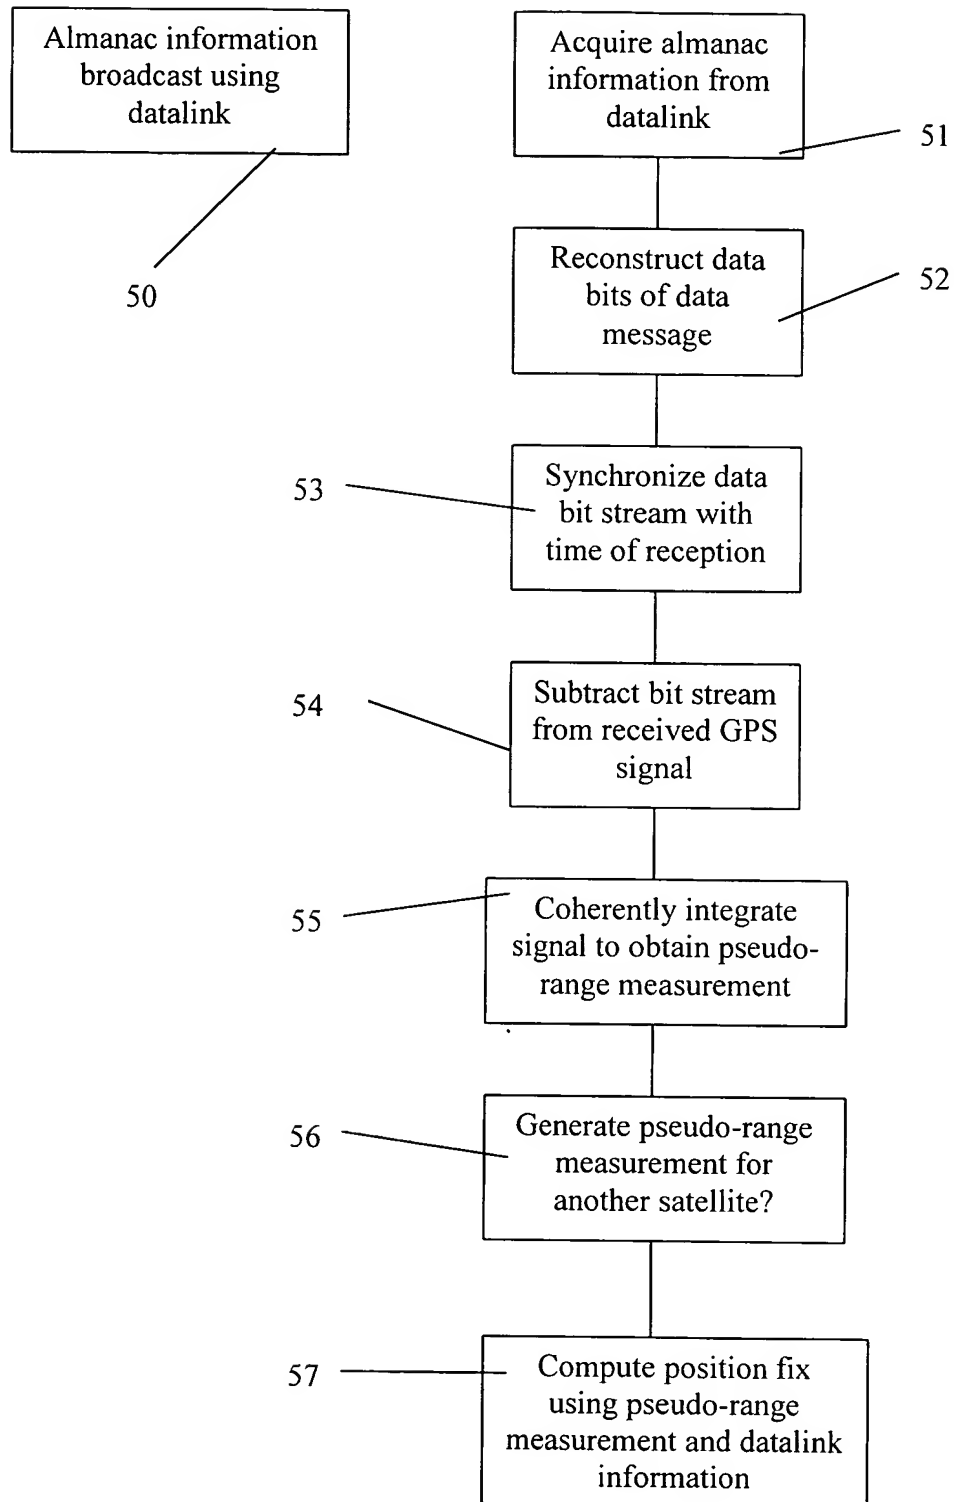 Almanac information
broadcast using
datalink
50
Acquire almanac
information from
datalink
51
Reconstruct data
bits of data
message
52
53
Synchronize data
bit stream with
time of reception
54
Subtract bit stream
from received GPS
signal
55
Coherently integrate
signal to obtain pseudo-
range measurement
56
Generate pseudo-range
measurement for
another satellite?
57
Compute position fix
using pseudo-range
measurement and datalink
information